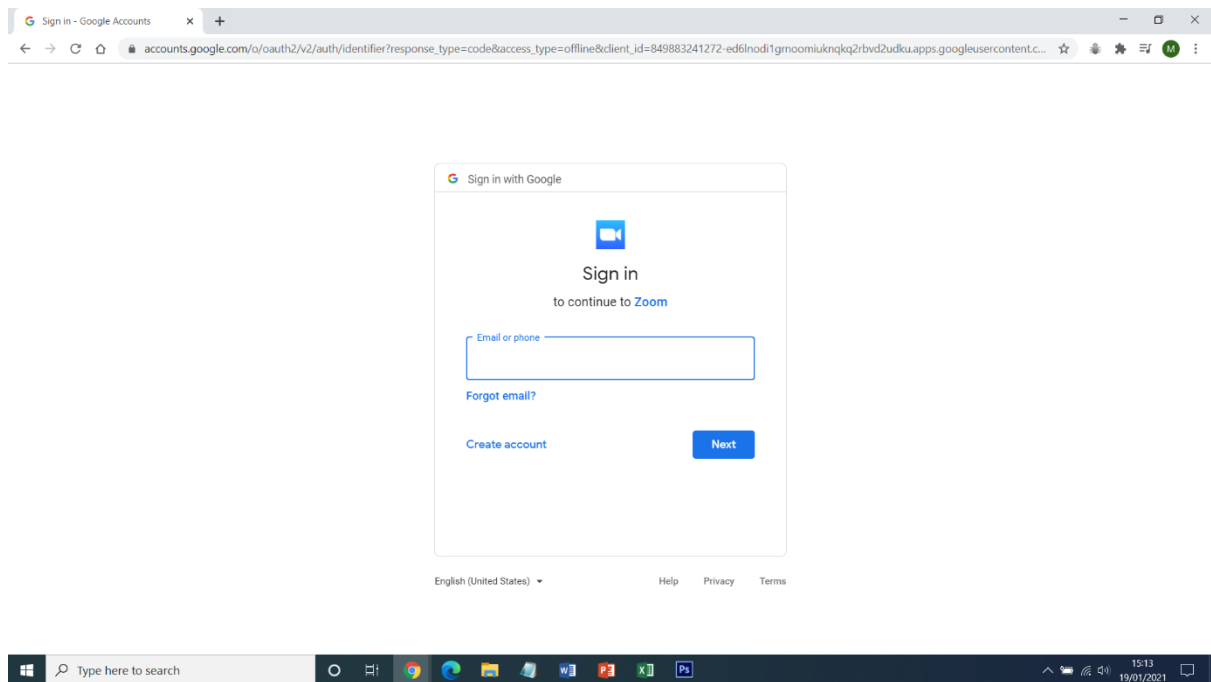 Sign in - Google Accounts
accounts.google.com/o/oauth2/v2/auth/identifier?response_type=code&access_type=offline&client_id=849883241272-ed6lnodi1grnoomiuknqkq2rbvd2udku.apps.googleusercontent.c...
M
Sign in with Google
Sign in
to continue to Zoom
Email or phone
Forgot email?
Create account
Next
English (United States)
Help Privacy Terms
Type here to search
15:13
19/01/2021